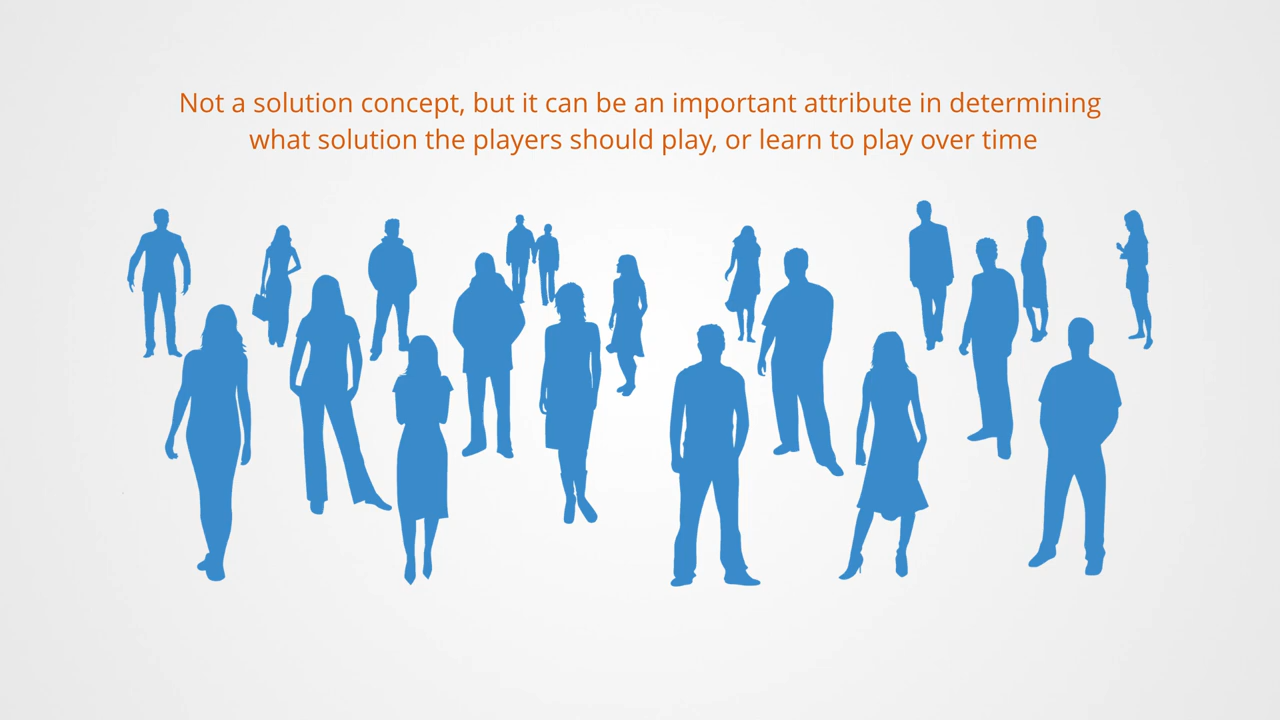 Not a solution concept, but it can be an important attribute in determining
what solution the players should play, or learn to play over time